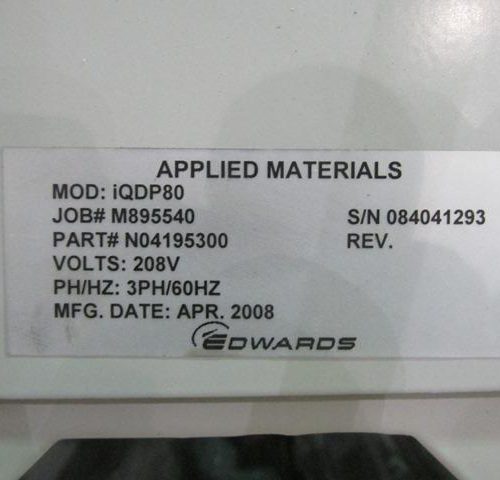 APPLIED MATERIALS
MOD: iQDP80
JOB# M895540 S/N 084041293
PART# N04195300 REV.
VOLTS: 208V
PH/HZ: 3PH/60HZ
MFG. DATE: APR. 2008
EDWARDS